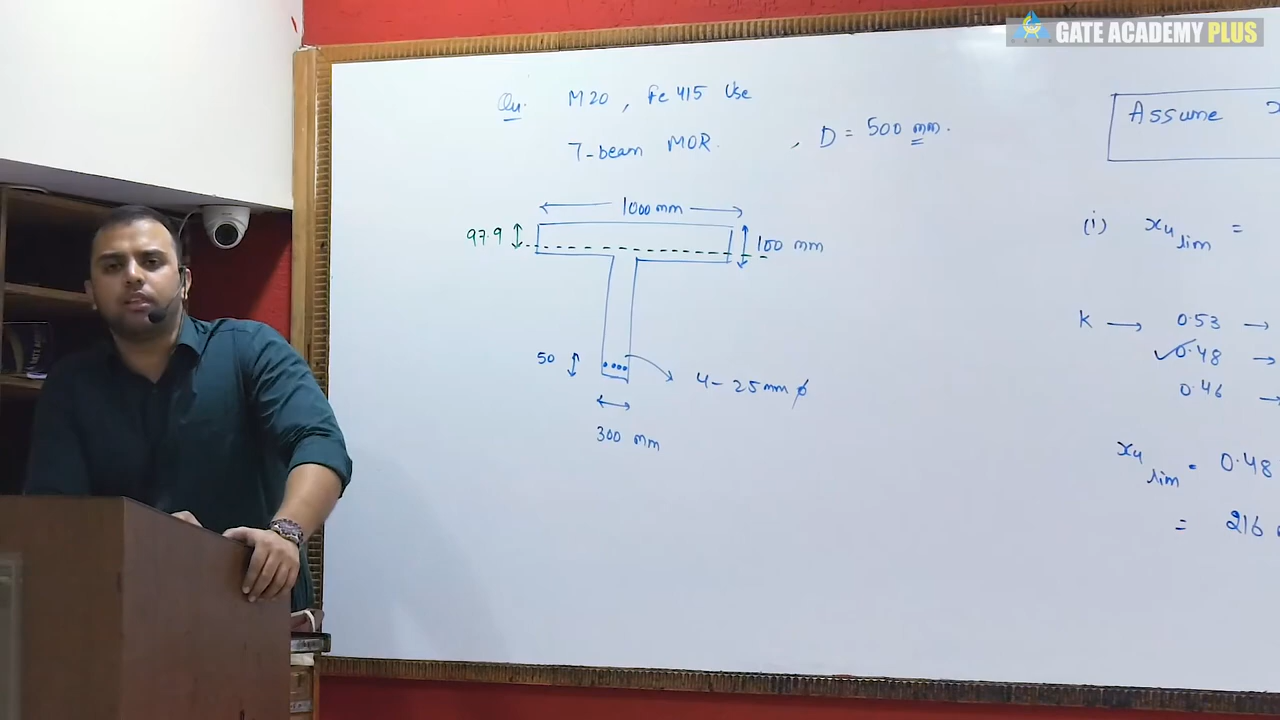 GATE ACADEMY PLUS
Qu. M20 , Fe 415 Use
T-beam MOR. , D = 500 mm.
Assume
1000 mm
97.9
100 mm
(i) xu lim =
K → 0.53 →
✓0.48 →
0.46 →
50
4 - 25 mm ϕ
300 mm
xu lim = 0.48
= 216